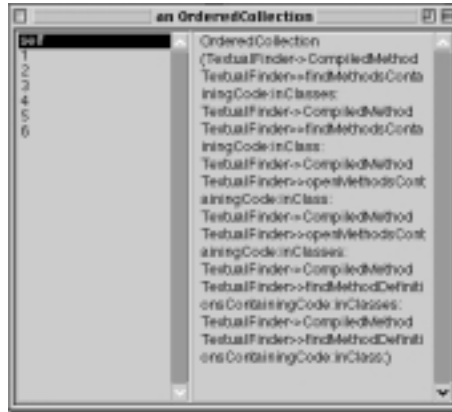 an OrderedCollection
self
1
2
3
4
5
6
OrderedCollection
(TextualFinder->CompiledMethod
TextualFinder>>findMethodsConta
iningCode:inClasses:
TextualFinder->CompiledMethod
TextualFinder>>findMethodsConta
iningCode:inClass:
TextualFinder->CompiledMethod
TextualFinder>>openMethodsCont
ainingCode:inClass:
TextualFinder->CompiledMethod
TextualFinder>>openMethodsCont
ainingCode:inClasses:
TextualFinder->CompiledMethod
TextualFinder>>findMethodDefiniti
onsContainingCode:inClasses:
TextualFinder->CompiledMethod
TextualFinder>>findMethodDefiniti
onsContainingCode:inClass:)